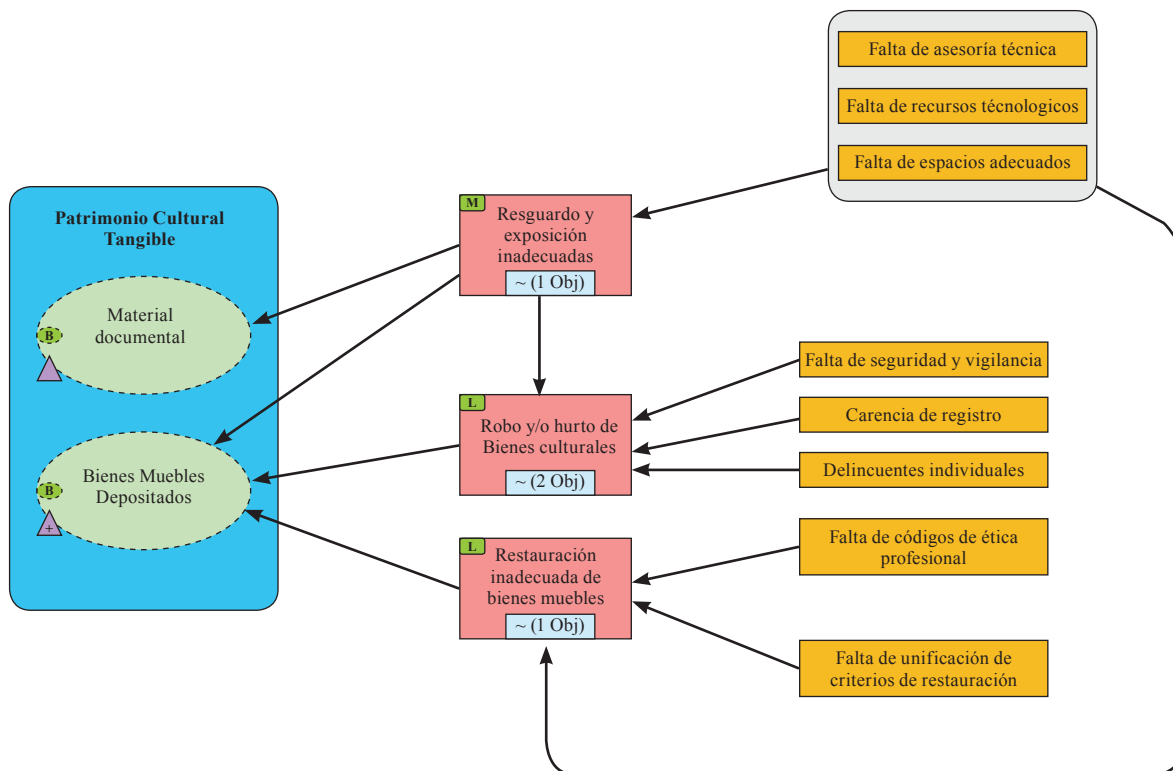 Falta de asesoría técnica
Falta de recursos técnologicos
Falta de espacios adecuados
Patrimonio Cultural
Tangible
B
Material
documental
B
+
Bienes Muebles
Depositados
M
Resguardo y
exposición
inadecuadas
~ (1 Obj)
L
Robo y/o hurto de
Bienes culturales
~ (2 Obj)
L
Restauración
inadecuada de
bienes muebles
~ (1 Obj)
Falta de seguridad y vigilancia
Carencia de registro
Delincuentes individuales
Falta de códigos de ética
profesional
Falta de unificación de
criterios de restauración